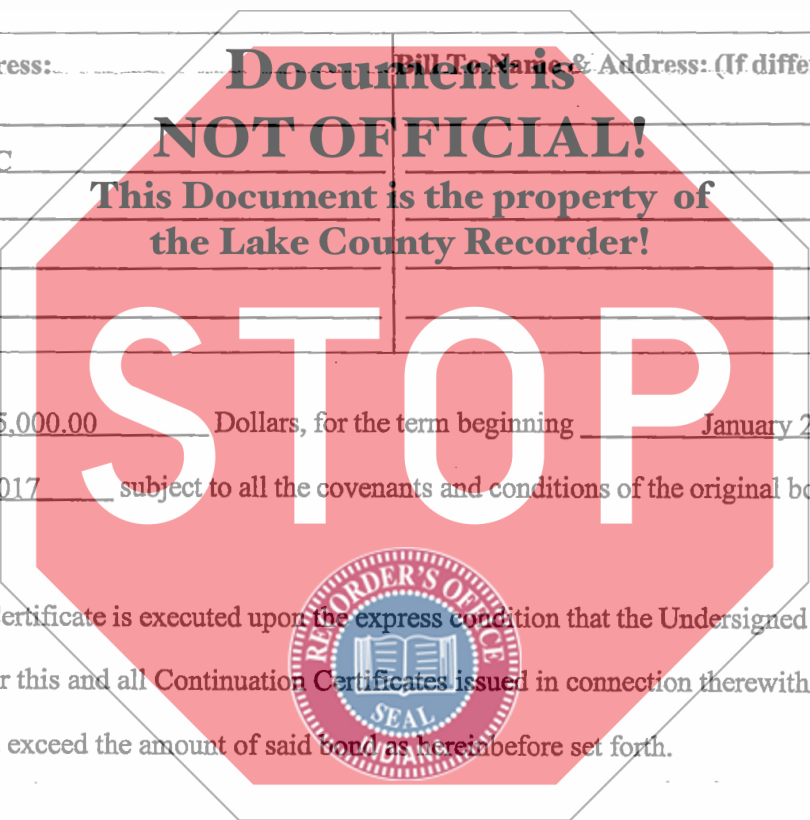 ress:
Bill To Name & Address: (If diffe
Document is
NOT OFFICIAL!
C
This Document is the property of
the Lake County Recorder!
STOP
5,000.00 Dollars, for the term beginning January 2
017 subject to all the covenants and conditions of the original bo
RECORDER'S OFFICE
ertificate is executed upon the express condition that the Undersigned
r this and all Continuation Certificates issued in connection therewith
SEAL
INDIANA
exceed the amount of said bond as hereinbefore set forth.